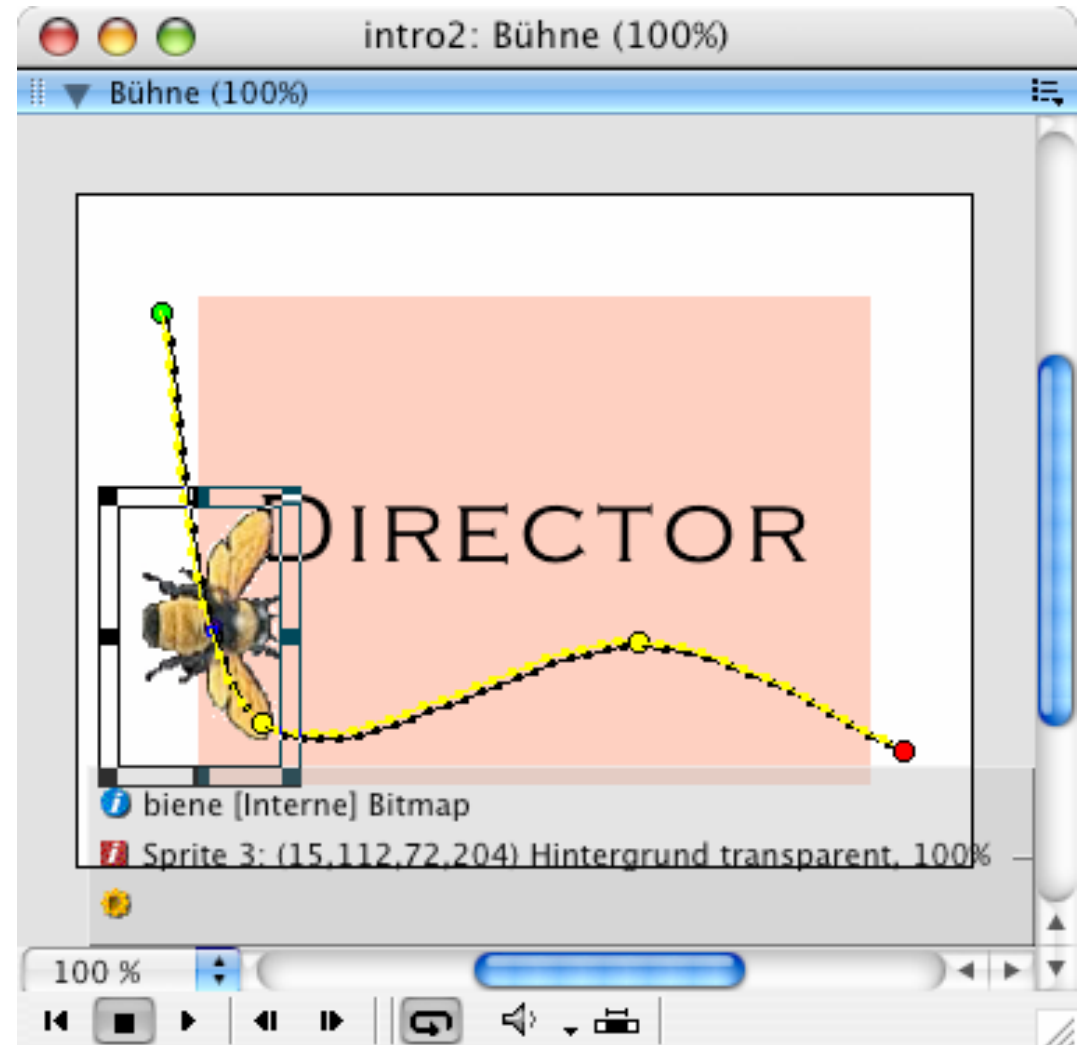 intro2: Bühne (100%)
Bühne (100%)
DIRECTOR
biene [Interne] Bitmap
Sprite 3: (15,112,72,204) Hintergrund transparent, 100%
100 %